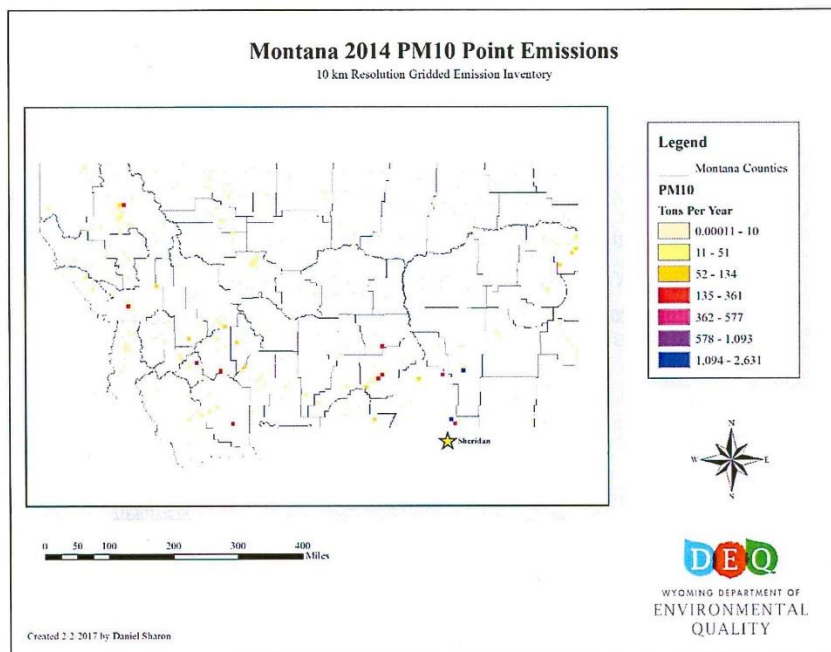 Montana 2014 PM10 Point Emissions
10 km Resolution Gridded Emission Inventory
Legend
Montana Counties
PM10
Tons Per Year
0.00011 - 10
11 - 51
52 - 134
135 - 361
362 - 577
578 - 1,093
1,094 - 2,631
Sheridan
N
W E
S
0 50 100 200 300 400
Miles
DEQ
WYOMING DEPARTMENT OF
ENVIRONMENTAL
QUALITY
Created 2-2-2017 by Daniel Sharon